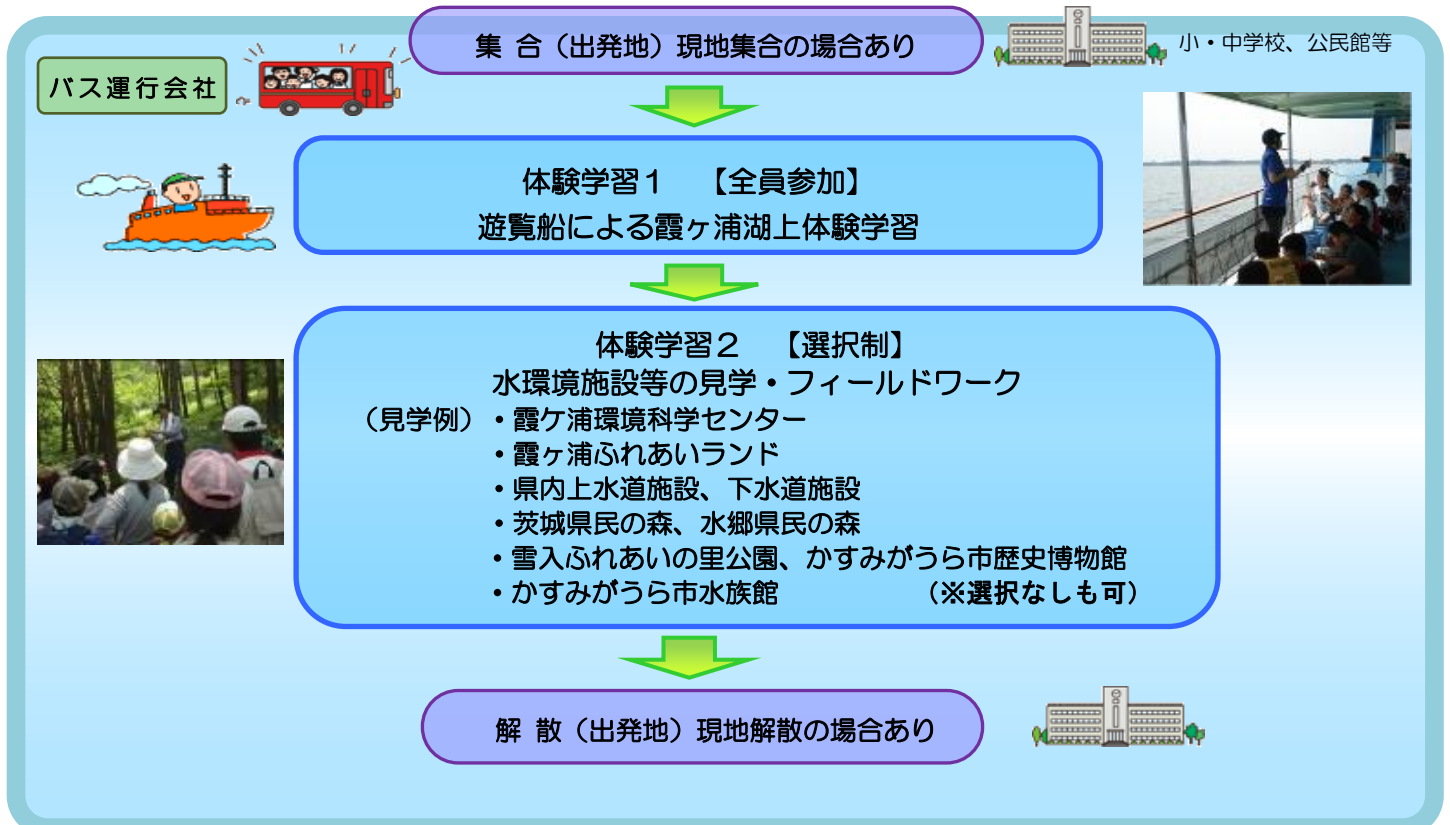 集 合（出発地）現地集合の場合あり
小・中学校、公民館等
バス運行会社
体験学習１　【全員参加】
遊覧船による霞ヶ浦湖上体験学習
体験学習２　【選択制】
水環境施設等の見学・フィールドワーク
（見学例）・霞ケ浦環境科学センター
・霞ヶ浦ふれあいランド
・県内上水道施設、下水道施設
・茨城県民の森、水郷県民の森
・雪入ふれあいの里公園、かすみがうら市歴史博物館
・かすみがうら市水族館　（※選択なしも可）
解 散（出発地）現地解散の場合あり